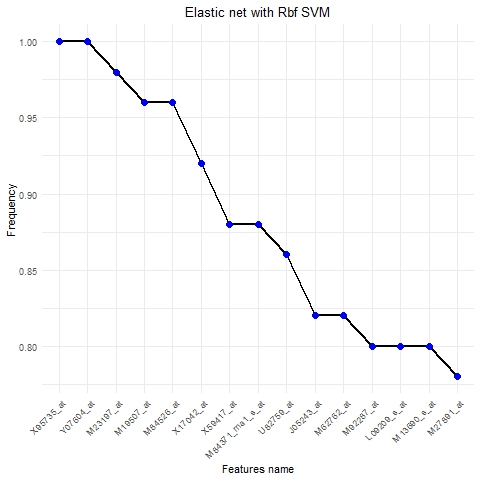 Elastic net with Rbf SVM
1.00
0.95
0.90
0.85
0.80
Frequency
X95735_at
Y07604_at
M23197_at
M19507_at
M84526_at
X17042_at
X59417_at
M84371_rna1_s_at
U82759_at
J05243_at
M62762_at
M92287_at
L09209_s_at
M13690_s_at
M27891_at
Features name